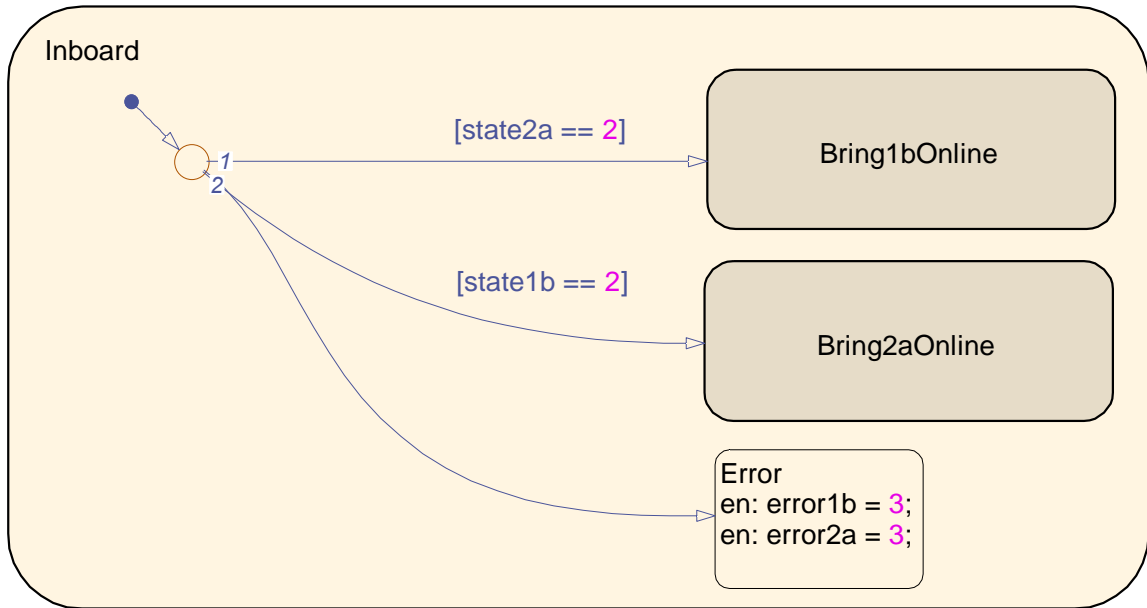 Inboard
[state2a == 2]
1
Bring1bOnline
2
[state1b == 2]
Bring2aOnline
Error
en: error1b = 3;
en: error2a = 3;